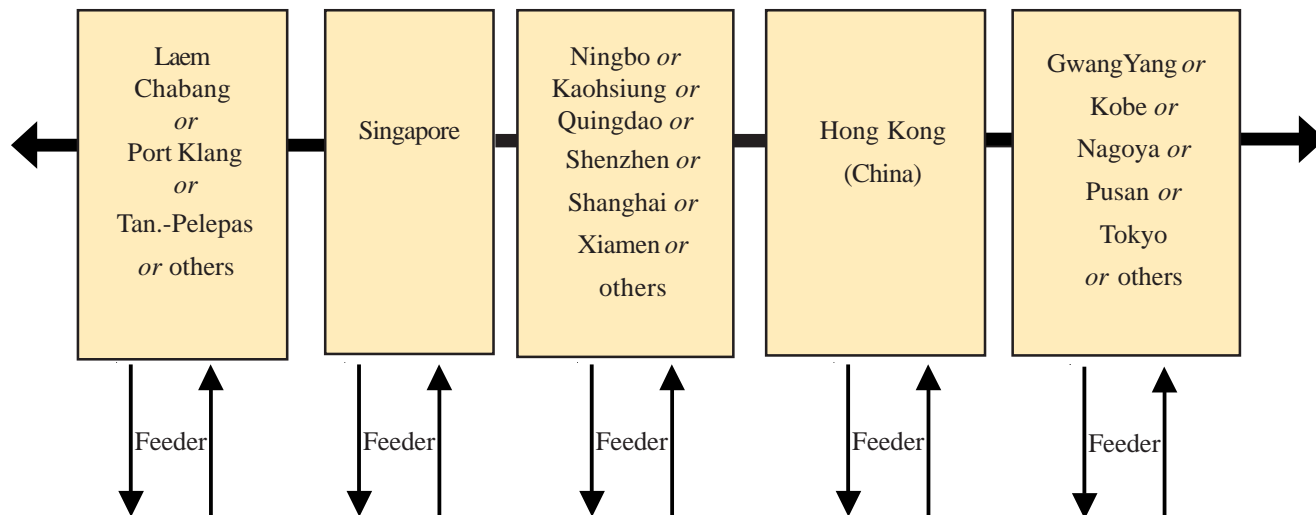 Laem
Chabang
or
Port Klang
or
Tan.-Pelepas
or others
Singapore
Ningbo or
Kaohsiung or
Quingdao or
Shenzhen or
Shanghai or
Xiamen or
others
Hong Kong
(China)
GwangYang or
Kobe or
Nagoya or
Pusan or
Tokyo
or others
Feeder
Feeder
Feeder
Feeder
Feeder